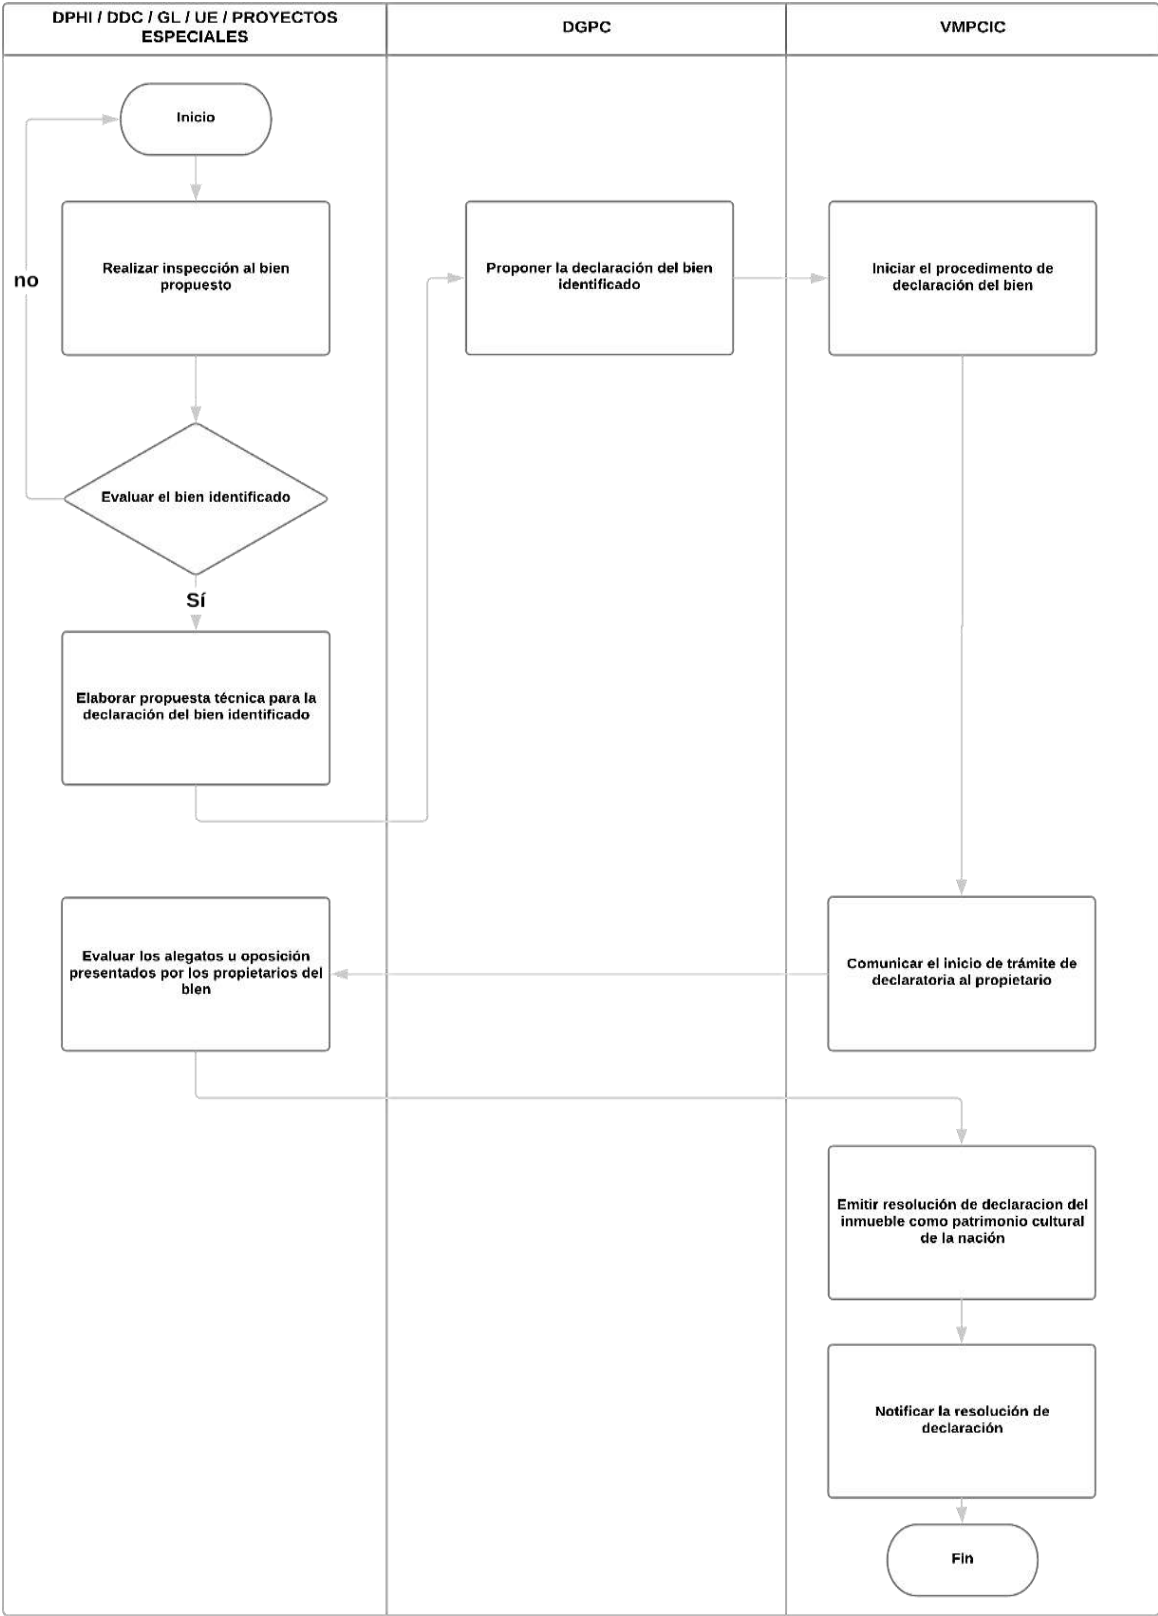 DPHI / DDC / GL / UE / PROYECTOS
ESPECIALES
DGPC
VMPCIC
Inicio
Realizar inspección al bien
propuesto
Proponer la declaración del bien
identificado
Iniciar el procedimento de
declaración del bien
no
Evaluar el bien identificado
Sí
Elaborar propuesta técnica para la
declaración del bien identificado
Evaluar los alegatos u oposición
presentados por los propietarios del
bien
Comunicar el inicio de trámite de
declaratoria al propietario
Emitir resolución de declaracion del
inmueble como patrimonio cultural
de la nación
Notificar la resolución de
declaración
Fin